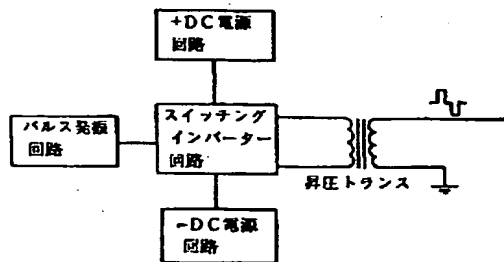 +DC電源
回路
パルス発振
回路
スイッチング
インバーター
回路
昇圧トランス
-DC電源
回路